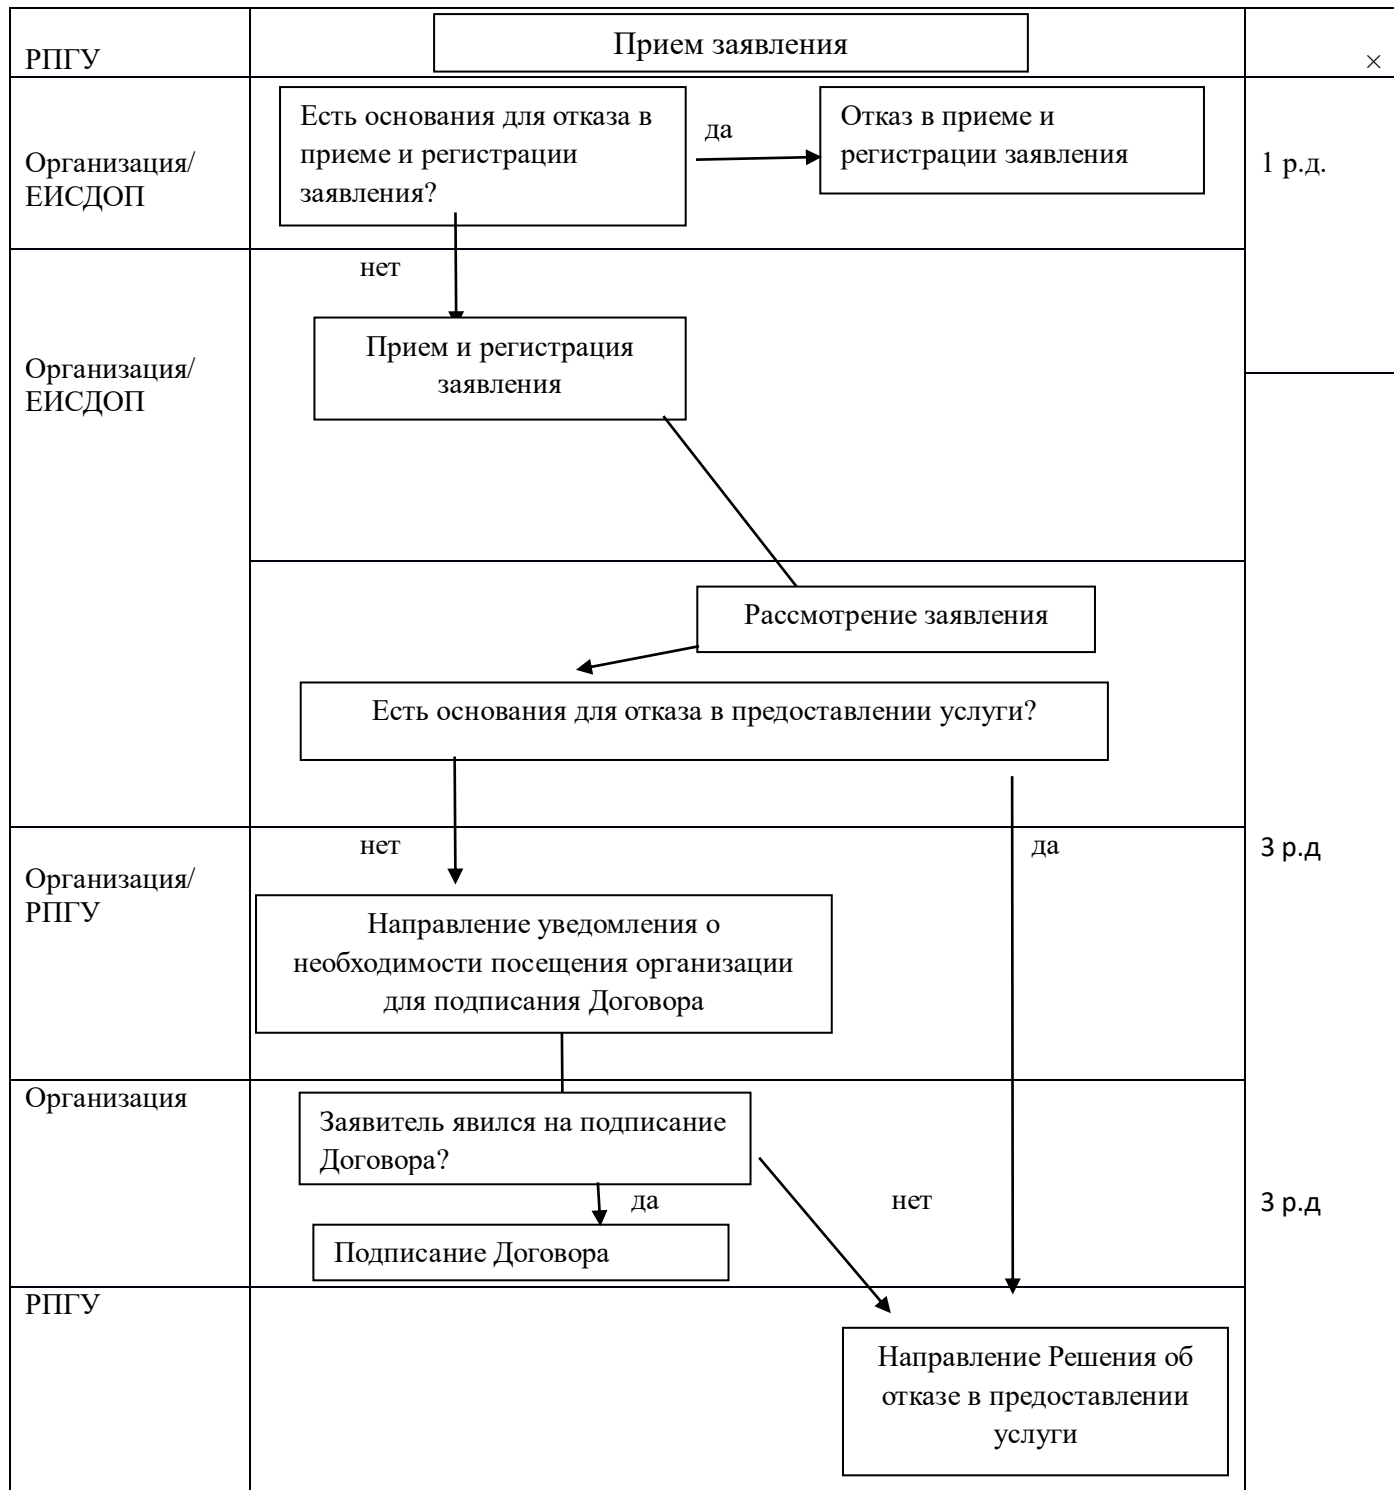 РПГУ
Прием заявления
×
Организация/
ЕИСДОП
Есть основания для отказа в
приеме и регистрации
заявления?
да
Отказ в приеме и
регистрации заявления
1 р.д.
нет
Организация/
ЕИСДОП
Прием и регистрация
заявления
Рассмотрение заявления
Есть основания для отказа в предоставлении услуги?
нет
да
3 р.д
Организация/
РПГУ
Направление уведомления о
необходимости посещения организации
для подписания Договора
Организация
Заявитель явился на подписание
Договора?
да
нет
3 р.д
Подписание Договора
РПГУ
Направление Решения об
отказе в предоставлении
услуги